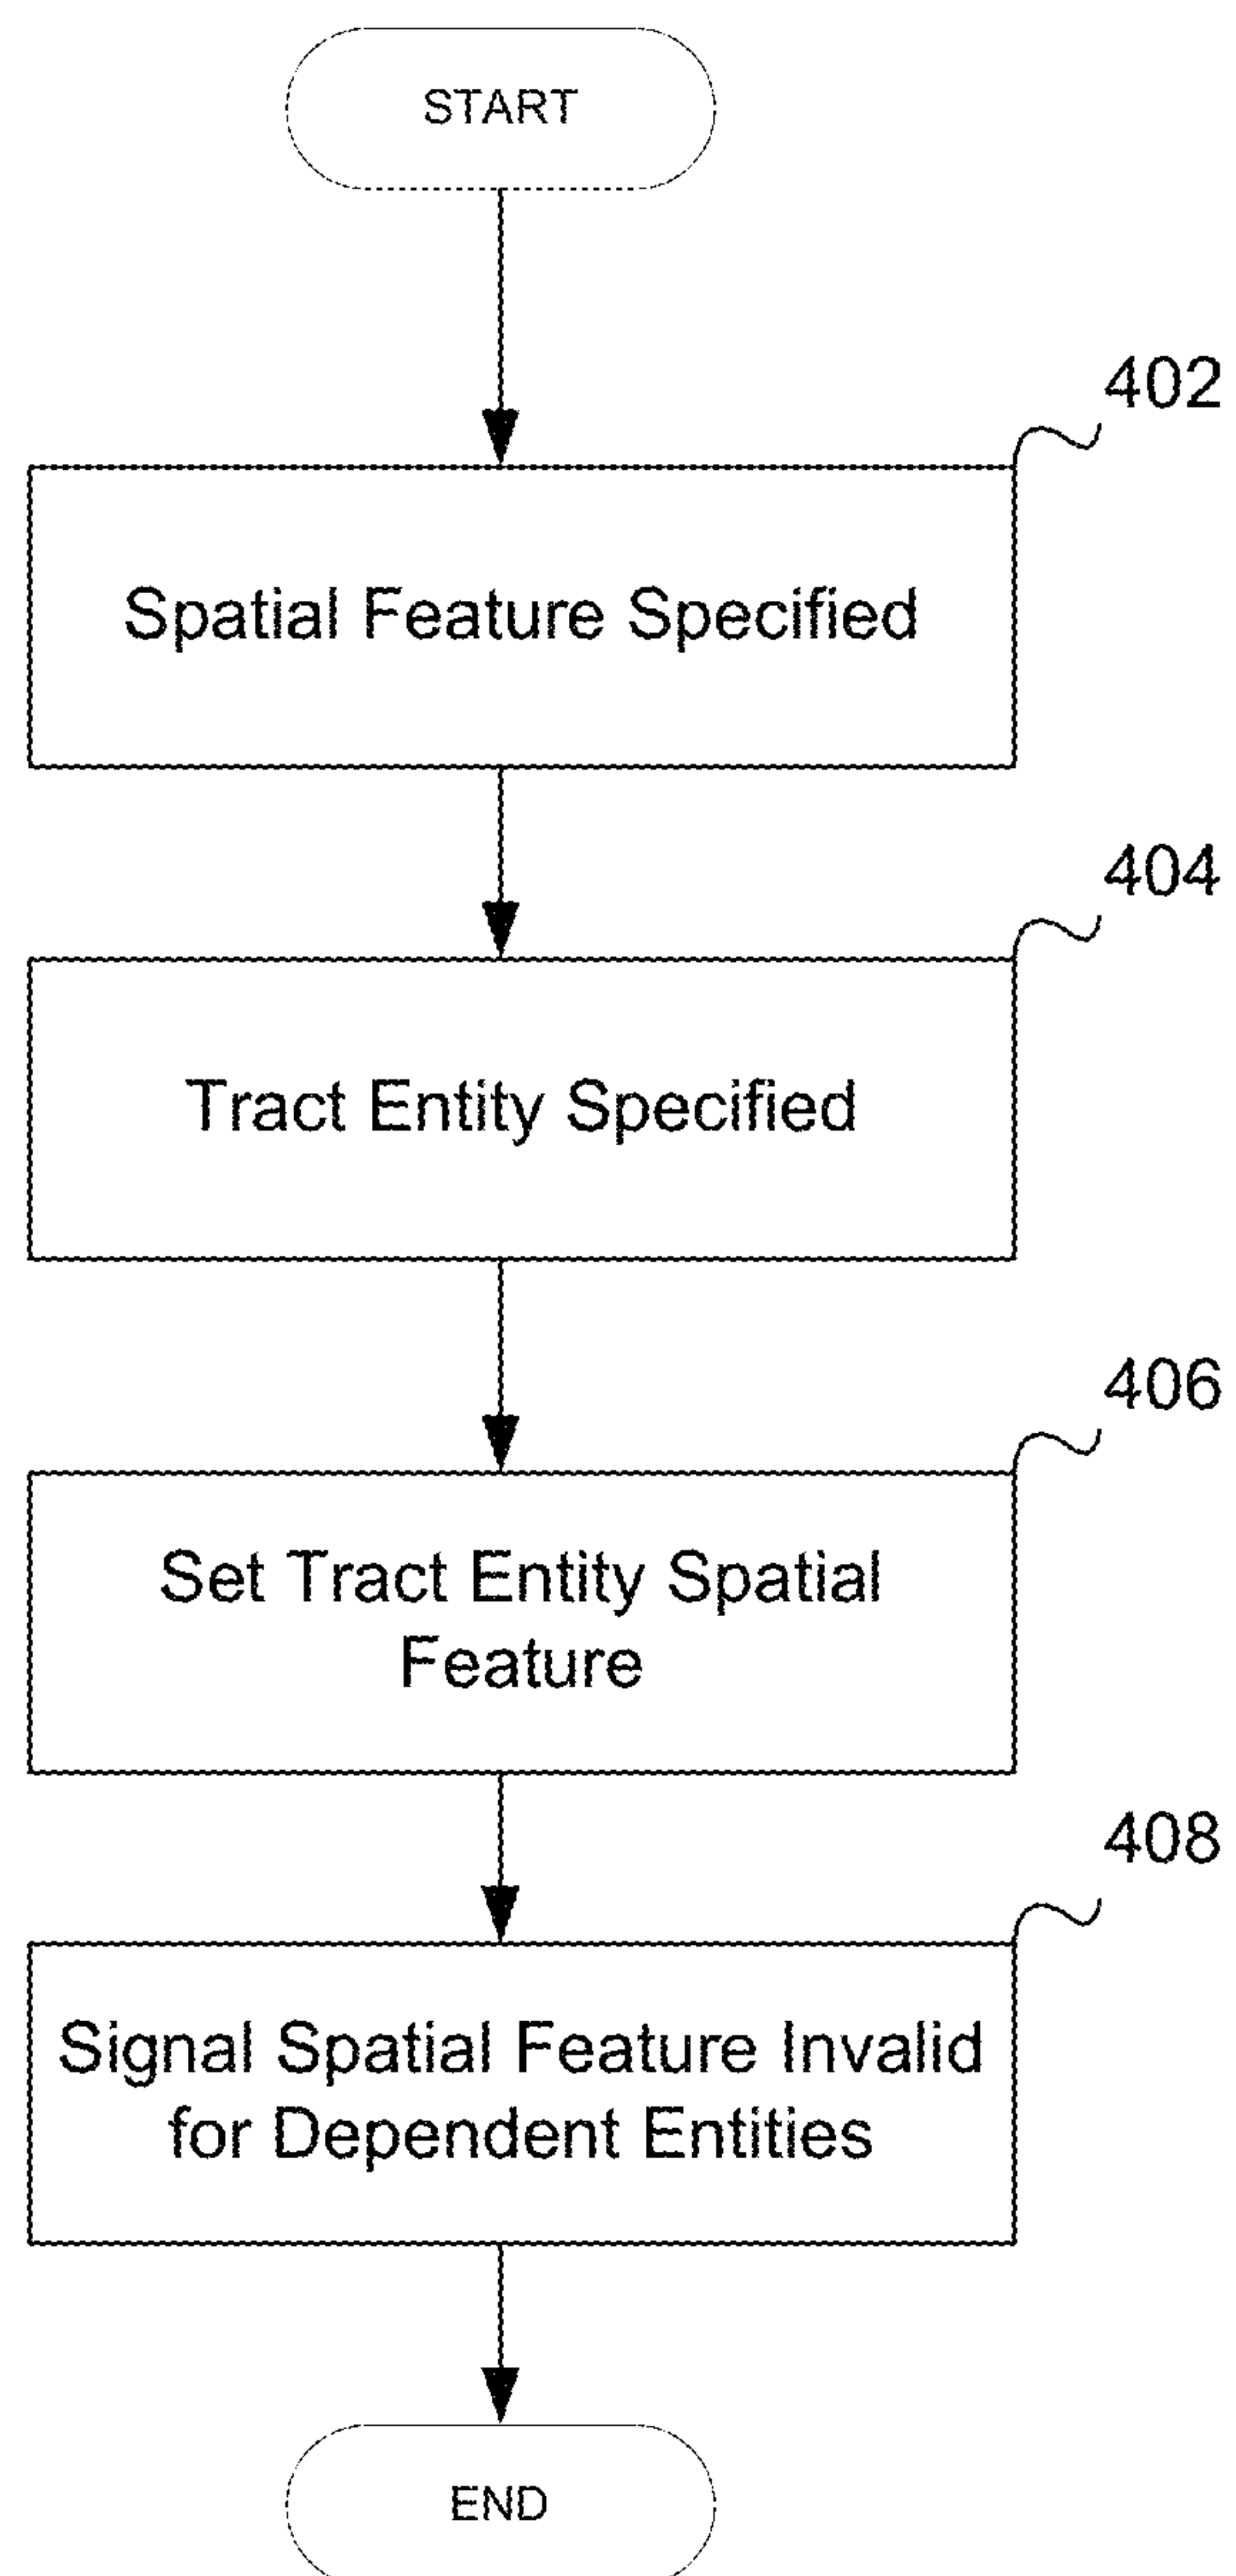 START
402
Spatial Feature Specified
404
Tract Entity Specified
406
Set Tract Entity Spatial
Feature
408
Signal Spatial Feature Invalid
for Dependent Entities
END